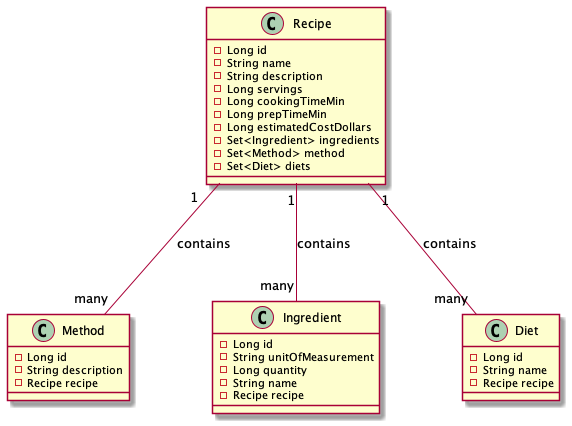 C Recipe
Long id
String name
String description
Long servings
Long cookingTimeMin
Long prepTimeMin
Long estimatedCostDollars
Set<Ingredient> ingredients
Set<Method> method
Set<Diet> diets
1
1
1
contains
contains
contains
many
many
many
C Method
Long id
String description
Recipe recipe
C Ingredient
Long id
String unitOfMeasurement
Long quantity
String name
Recipe recipe
C Diet
Long id
String name
Recipe recipe